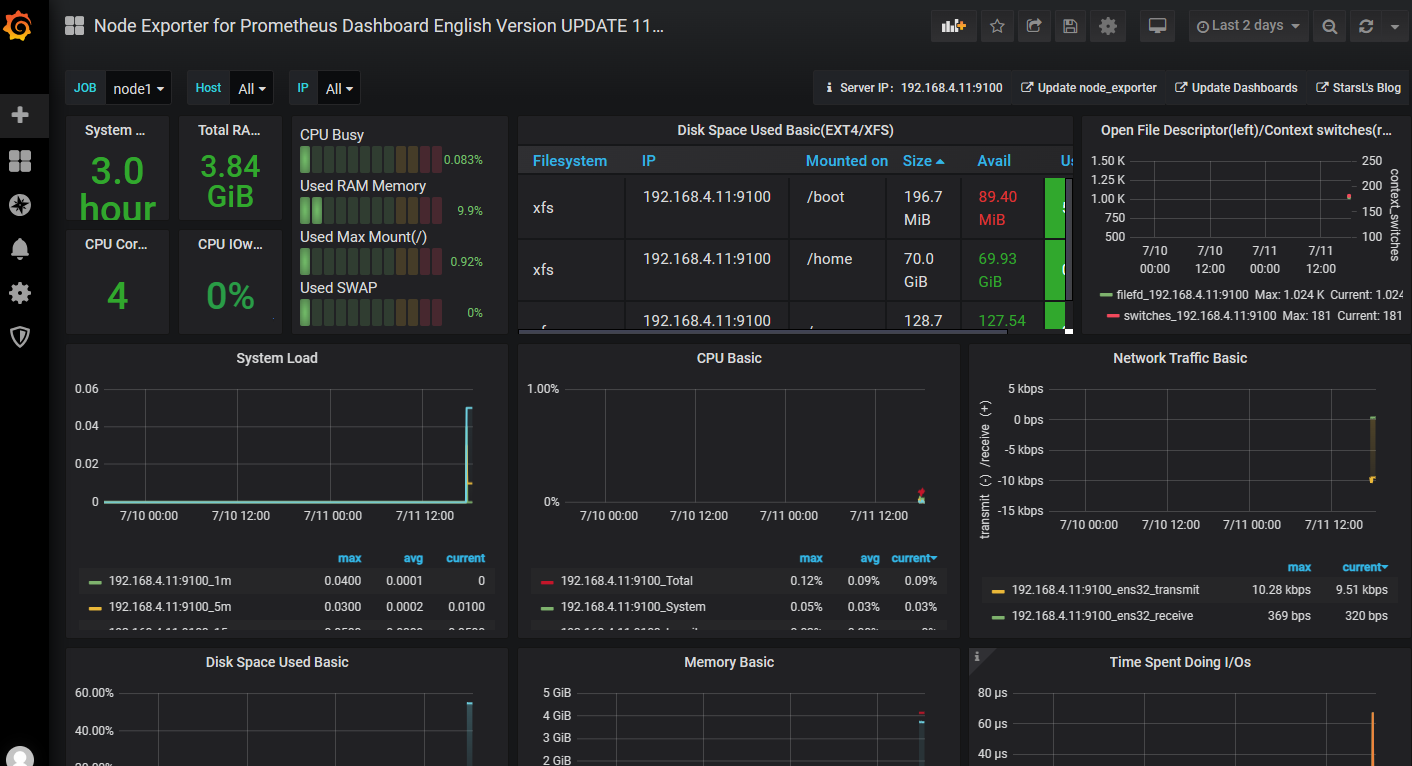 Node Exporter for Prometheus Dashboard English Version UPDATE 11...
Last 2 days
JOB node1 Host All IP All
Server IP: 192.168.4.11:9100 Update node_exporter Update Dashboards StarsL's Blog
System ...
3.0
hour
Total RA...
3.84
GiB
CPU Cor...
4
CPU IOw...
0%
CPU Busy
0.083%
Used RAM Memory
9.9%
Used Max Mount(/)
0.92%
Used SWAP
0%
Disk Space Used Basic(EXT4/XFS)
Filesystem IP Mounted on Size Avail
xfs 192.168.4.11:9100 /boot 196.7 MiB 89.40 MiB
xfs 192.168.4.11:9100 /home 70.0 GiB 69.93 GiB
192.168.4.11:9100 128.7 127.54
Open File Descriptor(left)/Context switches(r...
1.50 K 250
1.25 K 200
1.00 K
750 150
500 100
context_switches
7/10 00:00 7/10 12:00 7/11 00:00 7/11 12:00
filefd_192.168.4.11:9100 Max: 1.024 K Current: 1.024
switches_192.168.4.11:9100 Max: 181 Current: 181
System Load
0.06
0.04
0.02
0
7/10 00:00 7/10 12:00 7/11 00:00 7/11 12:00
max avg current
192.168.4.11:9100_1m 0.0400 0.0001 0
192.168.4.11:9100_5m 0.0300 0.0002 0.0100
CPU Basic
1.00%
0%
7/10 00:00 7/10 12:00 7/11 00:00 7/11 12:00
max avg current
192.168.4.11:9100_Total 0.12% 0.09% 0.09%
192.168.4.11:9100_System 0.05% 0.03% 0.03%
Network Traffic Basic
transmit (-) /receive (+)
5 kbps
0 bps
-5 kbps
-10 kbps
-15 kbps
7/10 00:00 7/10 12:00 7/11 00:00 7/11 12:00
max current
192.168.4.11:9100_ens32_transmit 10.28 kbps 9.51 kbps
192.168.4.11:9100_ens32_receive 369 bps 320 bps
Disk Space Used Basic
60.00%
40.00%
Memory Basic
5 GiB
4 GiB
3 GiB
2 GiB
Time Spent Doing I/Os
80 µs
60 µs
40 µs